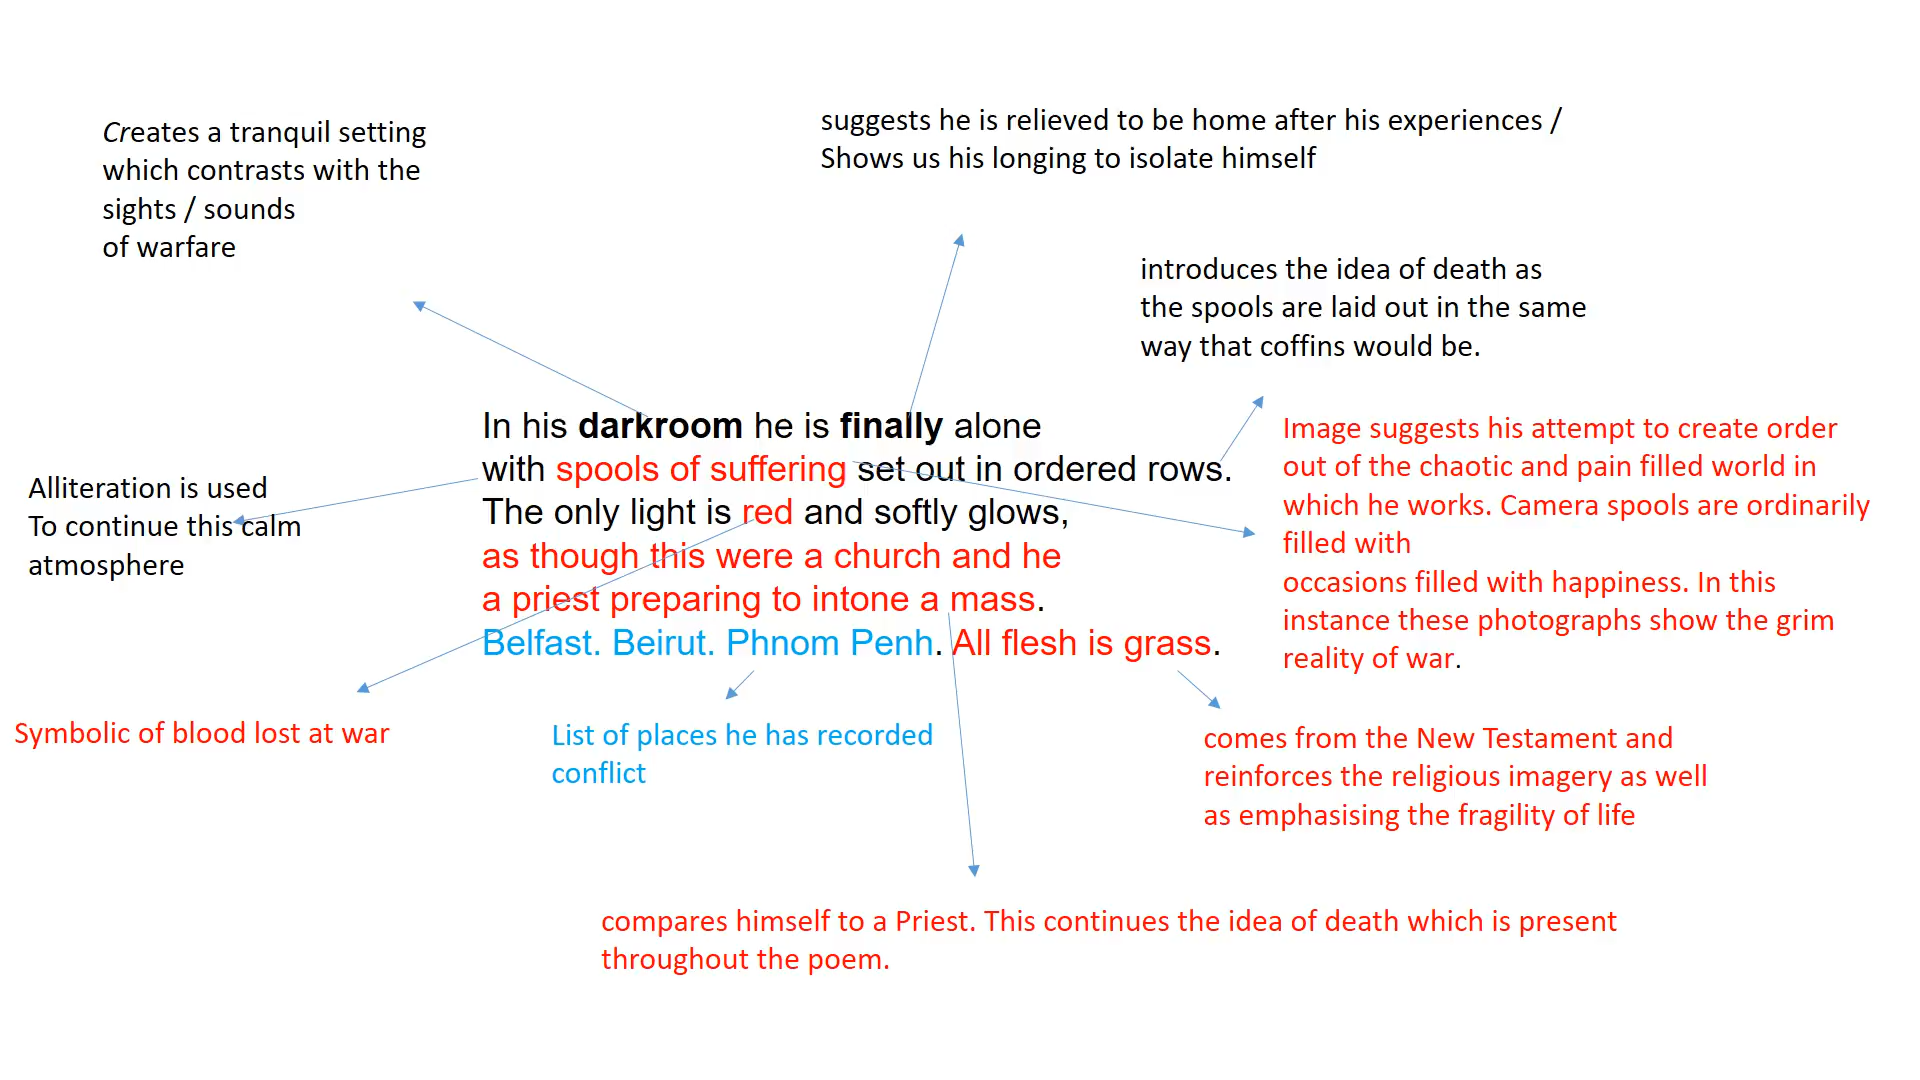 Creates a tranquil setting
which contrasts with the
sights / sounds
of warfare
suggests he is relieved to be home after his experiences /
Shows us his longing to isolate himself
introduces the idea of death as
the spools are laid out in the same
way that coffins would be.
In his darkroom he is finally alone
with spools of suffering set out in ordered rows.
The only light is red and softly glows,
as though this were a church and he
a priest preparing to intone a mass.
Belfast. Beirut. Phnom Penh. All flesh is grass.
Alliteration is used
To continue this calm
atmosphere
Image suggests his attempt to create order
out of the chaotic and pain filled world in
which he works. Camera spools are ordinarily
filled with
occasions filled with happiness. In this
instance these photographs show the grim
reality of war.
Symbolic of blood lost at war
List of places he has recorded
conflict
comes from the New Testament and
reinforces the religious imagery as well
as emphasising the fragility of life
compares himself to a Priest. This continues the idea of death which is present
throughout the poem.